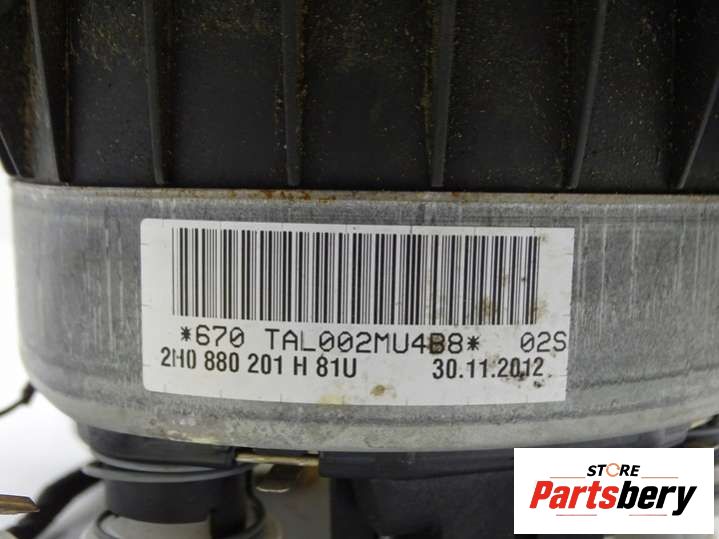 *670 TAL002MU4B8* 02S
2H0 880 201 H 81U 30.11.2012
STORE
Partsbery